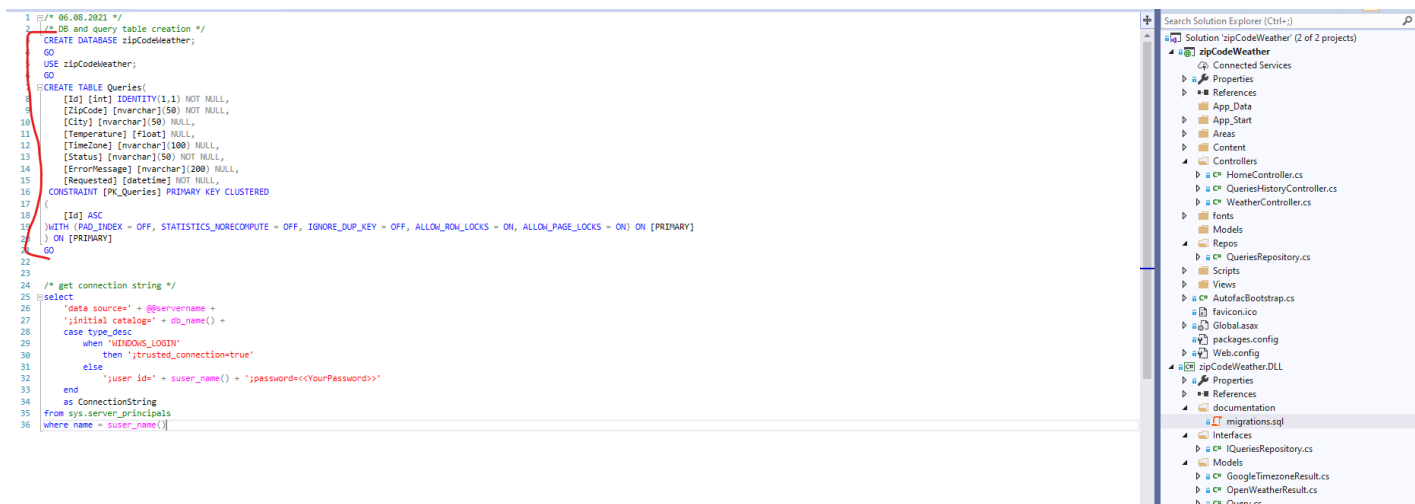 1 /* 06.08.2021 */
2 /* DB and query table creation */
CREATE DATABASE zipCodeWeather;
GO
USE zipCodeWeather;
GO
CREATE TABLE Queries(
[Id] [int] IDENTITY(1,1) NOT NULL,
[ZipCode] [nvarchar](50) NOT NULL,
10 [City] [nvarchar](50) NULL,
11 [Temperature] [float] NULL,
12 [TimeZone] [nvarchar](100) NULL,
13 [Status] [nvarchar](50) NOT NULL,
14 [ErrorMessage] [nvarchar](200) NULL,
15 [Requested] [datetime] NOT NULL,
16 CONSTRAINT [PK_Queries] PRIMARY KEY CLUSTERED
17 (
18 [Id] ASC
19 )WITH (PAD_INDEX = OFF, STATISTICS_NORECOMPUTE = OFF, IGNORE_DUP_KEY = OFF, ALLOW_ROW_LOCKS = ON, ALLOW_PAGE_LOCKS = ON) ON [PRIMARY]
20 ) ON [PRIMARY]
21 GO
22
23
24 /* get connection string */
25 select
26 'data source=' + @@servername +
27 ';initial catalog=' + db_name() +
28 case type_desc
29 when 'WINDOWS_LOGIN'
30 then ';trusted_connection=true'
31 else
32 ';user id=' + suser_name() + ';password=<<YourPassword>>'
33 end
34 as ConnectionString
35 from sys.server_principals
36 where name = suser_name()
Search Solution Explorer (Ctrl+;)
Solution 'zipCodeWeather' (2 of 2 projects)
zipCodeWeather
Connected Services
Properties
References
App_Data
App_Start
Areas
Content
Controllers
HomeController.cs
QueriesHistoryController.cs
WeatherController.cs
fonts
Models
Repos
QueriesRepository.cs
Scripts
Views
AutofacBootstrap.cs
favicon.ico
Global.asax
packages.config
Web.config
zipCodeWeather.DLL
Properties
References
documentation
migrations.sql
Interfaces
IQueriesRepository.cs
Models
GoogleTimezoneResult.cs
OpenWeatherResult.cs
Query.cs